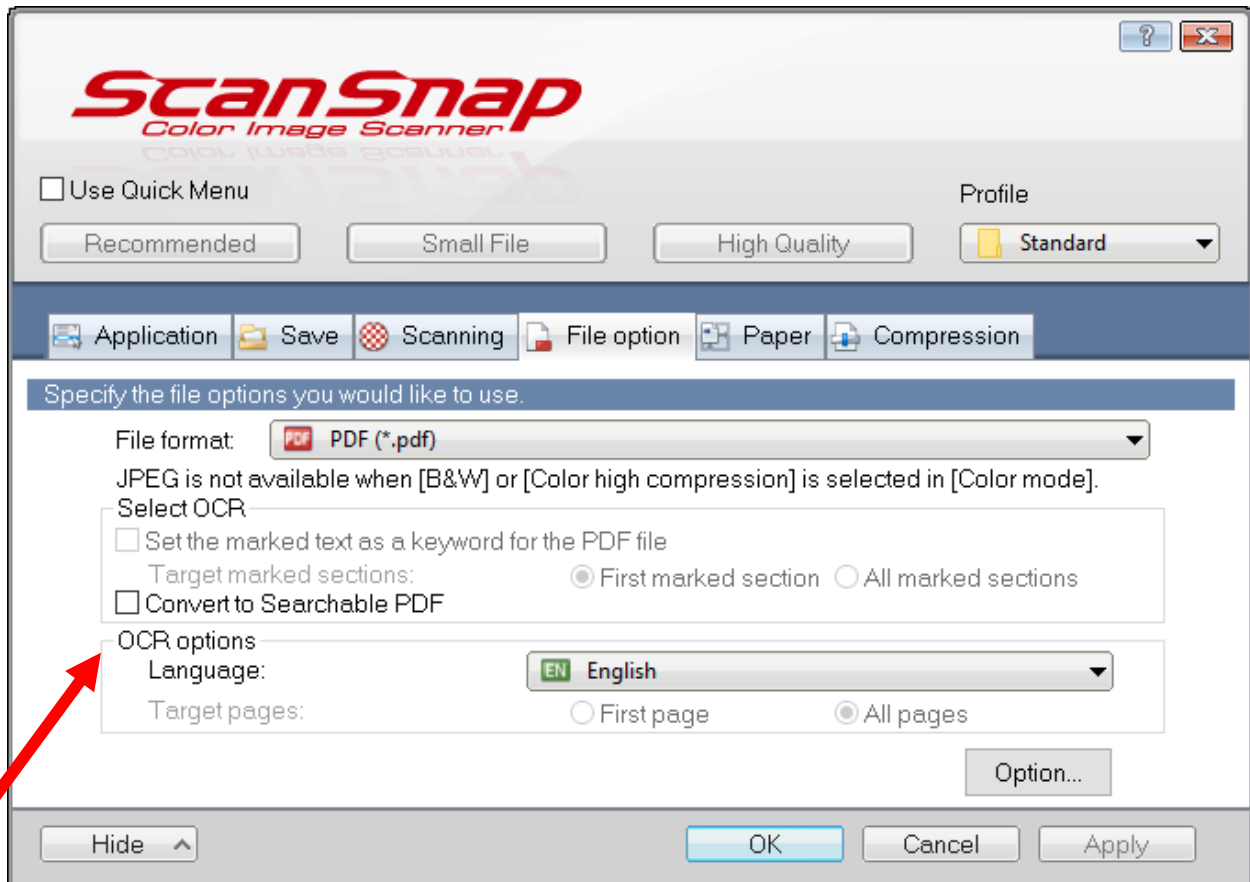 ScanSnap
Color Image Scanner
Use Quick Menu
Profile
Recommended Small File High Quality Standard
Application Save Scanning File option Paper Compression
Specify the file options you would like to use.
File format: PDF PDF (*.pdf)
JPEG is not available when [B&W] or [Color high compression] is selected in [Color mode].
Select OCR
Set the marked text as a keyword for the PDF file
Target marked sections: First marked section All marked sections
Convert to Searchable PDF
OCR options
Language: EN English
Target pages: First page All pages
Option...
Hide OK Cancel Apply